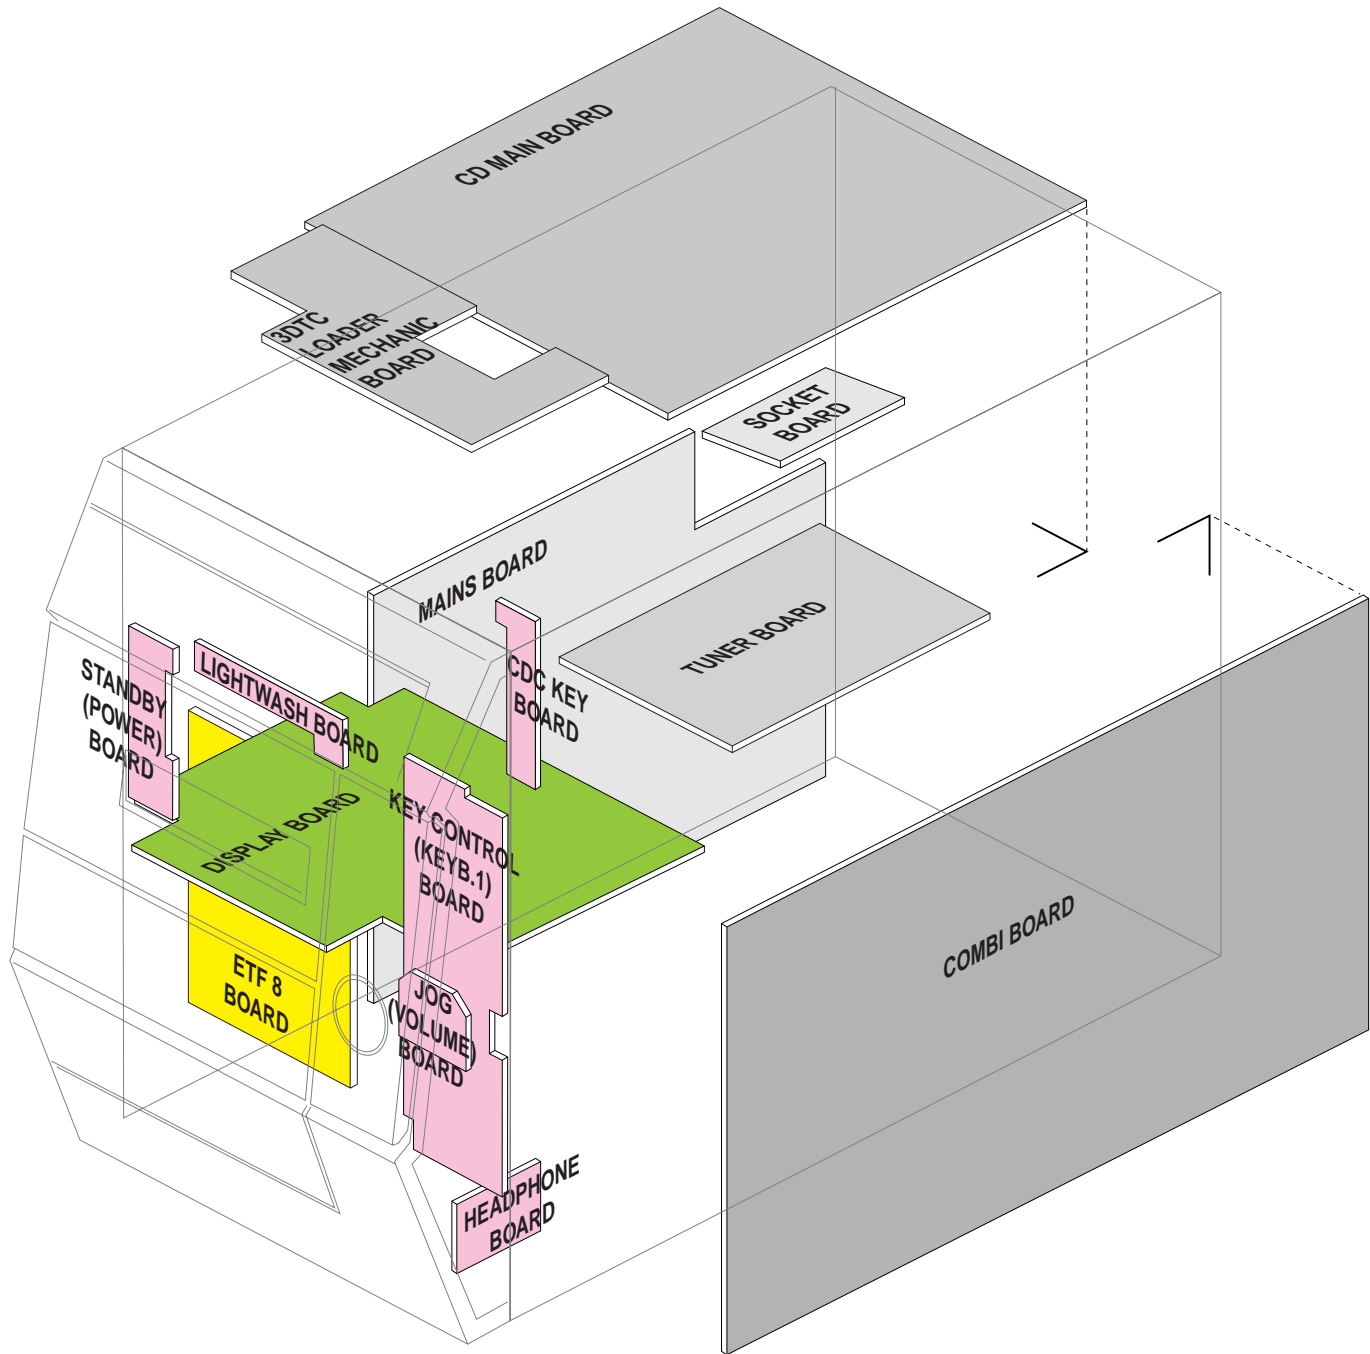 CD MAIN BOARD
3DTC
LOADER
MECHANIC
BOARD
SOCKET
BOARD
MAINS BOARD
TUNER BOARD
STANDBY
(POWER)
BOARD
LIGHTWASH BOARD
CDC KEY
BOARD
DISPLAY BOARD
KEY CONTROL
(KEYB.1)
BOARD
COMBI BOARD
ETF 8
BOARD
JOG
(VOLUME)
BOARD
HEADPHONE
BOARD